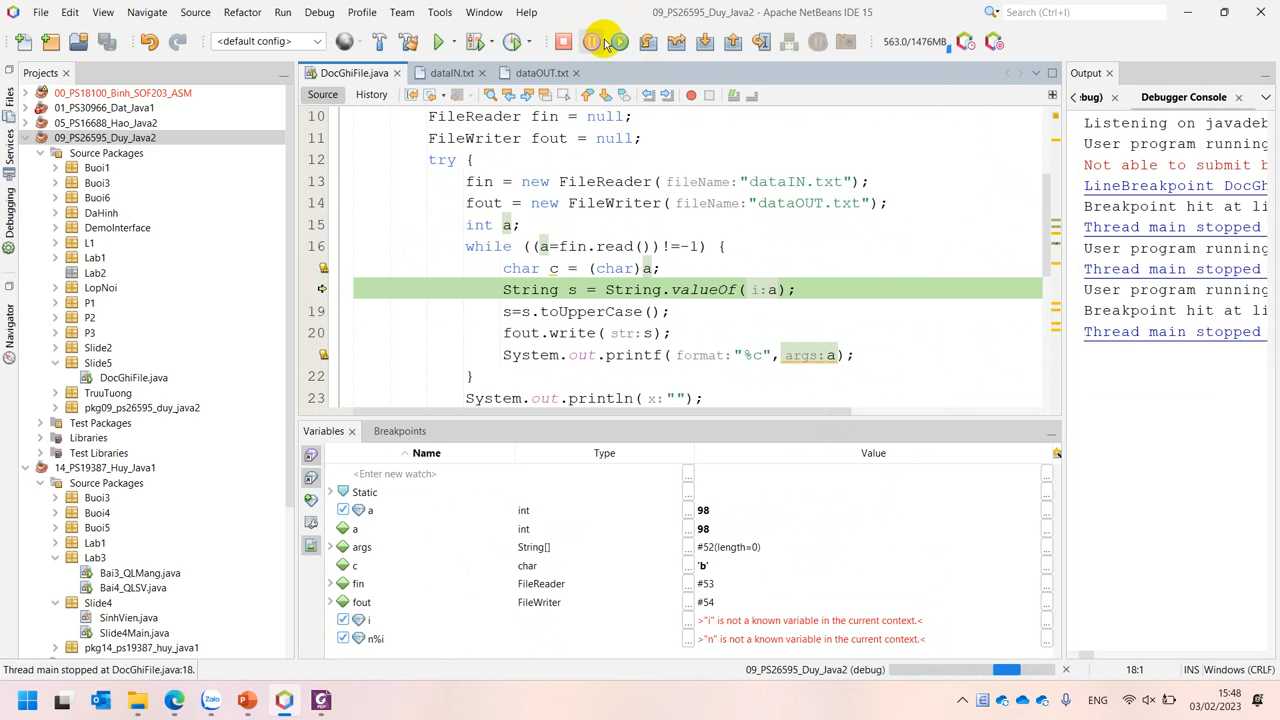 File Edit View Navigate Source Refactor Run Debug Profile Team Tools Window Help
09_PS26595_Duy_Java2 - Apache NetBeans IDE 15
Search (Ctrl+I)
<default config>
563.0/1476MB
Projects
DocGhiFile.java
dataIN.txt
dataOUT.txt
Output
Source History
ebug)
Debugger Console
Files
Services
Debugging
Navigator
00_PS18100_Binh_SOF203_ASM
01_PS30966_Dat_Java1
05_PS16688_Hao_Java2
09_PS26595_Duy_Java2
Source Packages
Buoi1
Buoi3
Buoi6
DaHinh
DemoInterface
L1
Lab1
Lab2
LopNoi
P1
P2
P3
Slide2
Slide5
DocGhiFile.java
TruuTuong
pkg09_ps26595_duy_java2
Test Packages
Libraries
Test Libraries
14_PS19387_Huy_Java1
Source Packages
Buoi3
Buoi4
Buoi5
Lab1
Lab3
Bai3_QLMang.java
Bai4_QLSV.java
Slide4
SinhVien.java
Slide4Main.java
pkg14_ps19387_huy_java1
10 FileReader fin = null;
11 FileWriter fout = null;
12 try {
13 fin = new FileReader(fileName:"dataIN.txt");
14 fout = new FileWriter(fileName:"dataOUT.txt");
15 int a;
16 while ((a=fin.read())!=-1) {
char c = (char)a;
String s = String.valueOf(i:a);
19 s=s.toUpperCase();
20 fout.write(str:s);
System.out.printf(format:"%c",args:a);
22 }
23 System.out.println(x:"");
Listening on javadeb
User program running
Not able to submit b
LineBreakpoint DocGh
Breakpoint hit at li
Thread main stopped
User program running
Thread main stopped
User program running
Breakpoint hit at li
Thread main stopped
Variables
Breakpoints
Name Type Value
<Enter new watch>
Static
a int 98
a int 98
args String[] #52(length=0)
c char 'b'
fin FileReader #53
fout FileWriter #54
i >"i" is not a known variable in the current context.<
n%i >"n" is not a known variable in the current context.<
Thread main stopped at DocGhiFile.java:18.
09_PS26595_Duy_Java2 (debug)
18:1
INS Windows (CRLF)
Zalo
ENG
15:48
03/02/2023